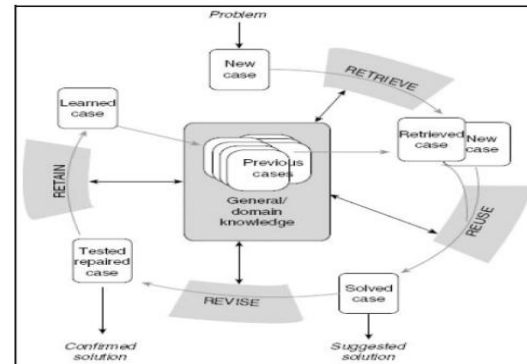 Problem
New
case
RETRIEVE
Learned
case
Retrieved
case
New
case
Previous
cases
General/
domain
knowledge
RETAIN
REUSE
Tested
repaired
case
REVISE
Solved
case
Confirmed
solution
Suggested
solution